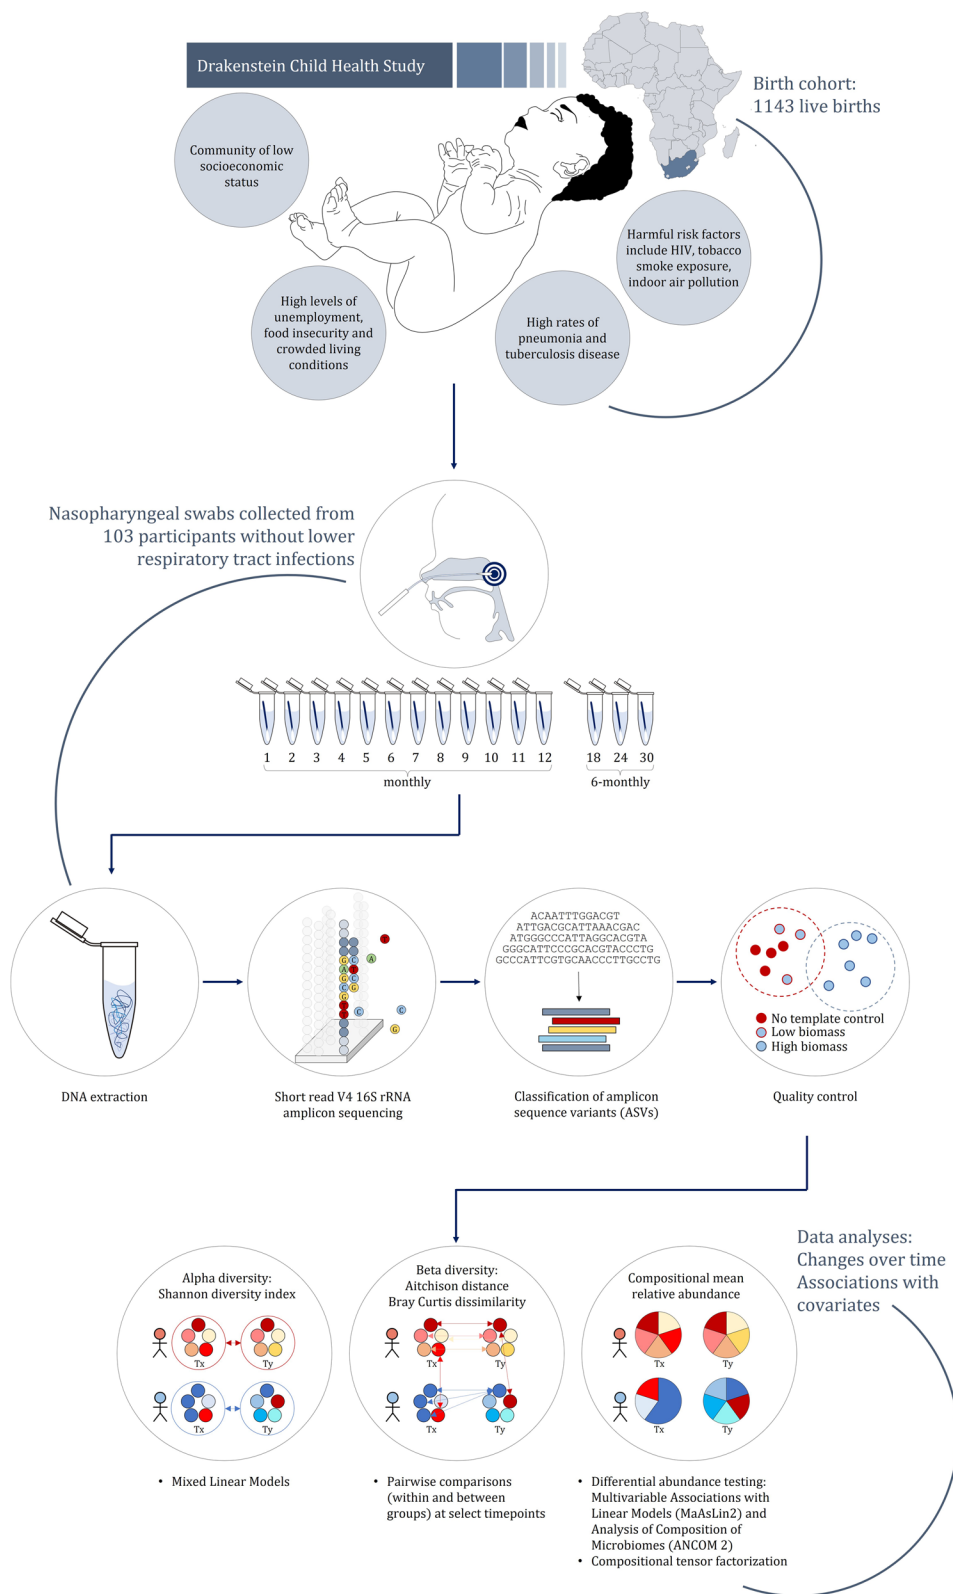 Drakenstein Child Health Study
Birth cohort:
1143 live births
Community of low
socioeconomic
status
Harmful risk factors
include HIV, tobacco
smoke exposure,
indoor air pollution
High levels of
unemployment,
food insecurity and
crowded living
conditions
High rates of
pneumonia and
tuberculosis disease
Nasopharyngeal swabs collected from
103 participants without lower
respiratory tract infections
1 2 3 4 5 6 7 8 9 10 11 12 18 24 30
monthly 6-monthly
ACAATTTGGACGT
ATTGACGCATTAAACGAC
ATGGGCCCATTAGGCACGTA
GGGCATTCCCGCACGTACCCTG
GCCCATTCGTGCAACCCTTGCCTG
G C
A T
G C
C G
G
A
C
C
G
No template control
Low biomass
High biomass
DNA extraction
Short read V4 16S rRNA
amplicon sequencing
Classification of amplicon
sequence variants (ASVs)
Quality control
Data analyses:
Changes over time
Associations with
covariates
Alpha diversity:
Shannon diversity index
Tx Ty
Tx Ty
Beta diversity:
Aitchison distance
Bray Curtis dissimilarity
Tx Ty
Tx Ty
Compositional mean
relative abundance
Tx Ty
Tx Ty
• Mixed Linear Models
• Pairwise comparisons
(within and between
groups) at select timepoints
• Differential abundance testing:
Multivariable Associations with
Linear Models (MaAsLin2) and
Analysis of Composition of
Microbiomes (ANCOM 2)
• Compositional tensor factorization